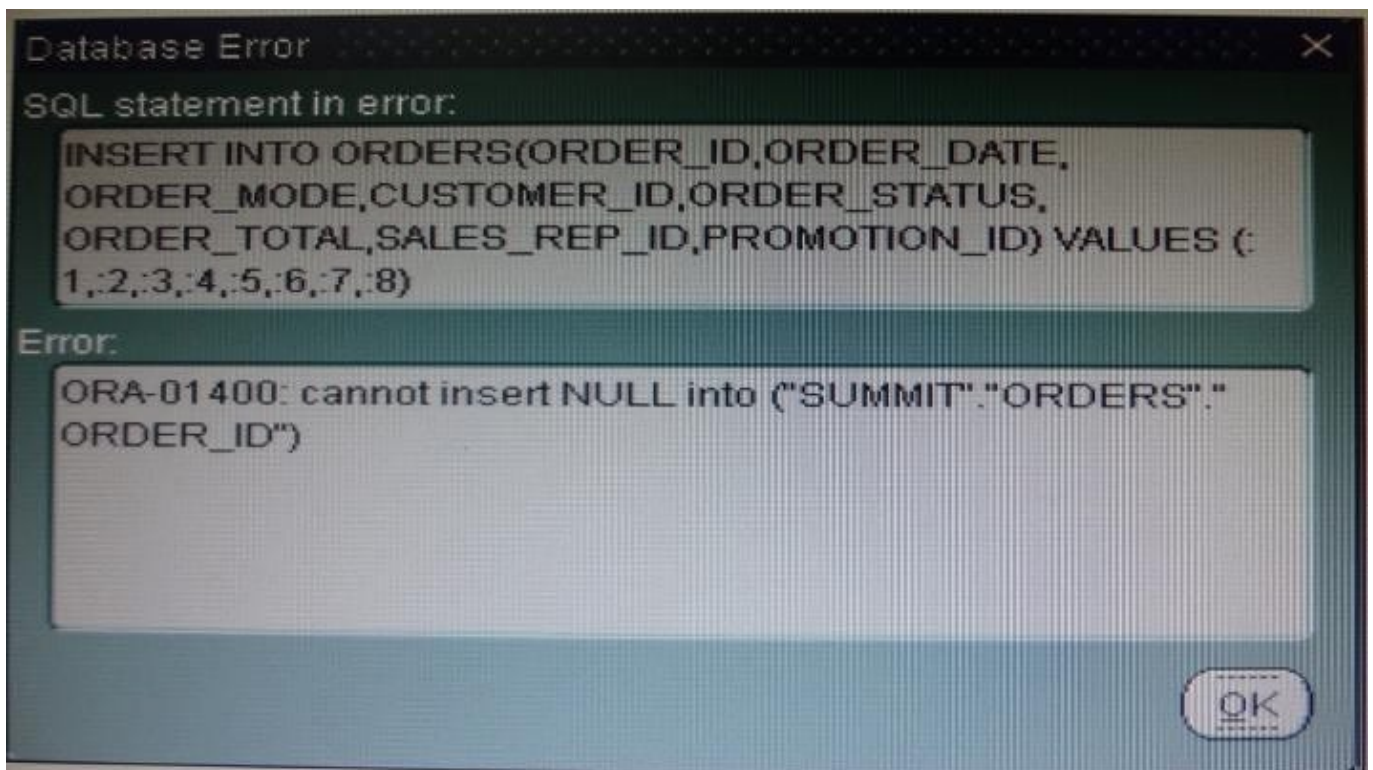 Database Error
SQL statement in error:
INSERT INTO ORDERS(ORDER_ID,ORDER_DATE,
ORDER_MODE,CUSTOMER_ID,ORDER_STATUS,
ORDER_TOTAL,SALES_REP_ID,PROMOTION_ID) VALUES (:
1,:2,:3,:4,:5,:6,:7,:8)
Error:
ORA-01400: cannot insert NULL into ("SUMMIT"."ORDERS"."
ORDER_ID")
OK